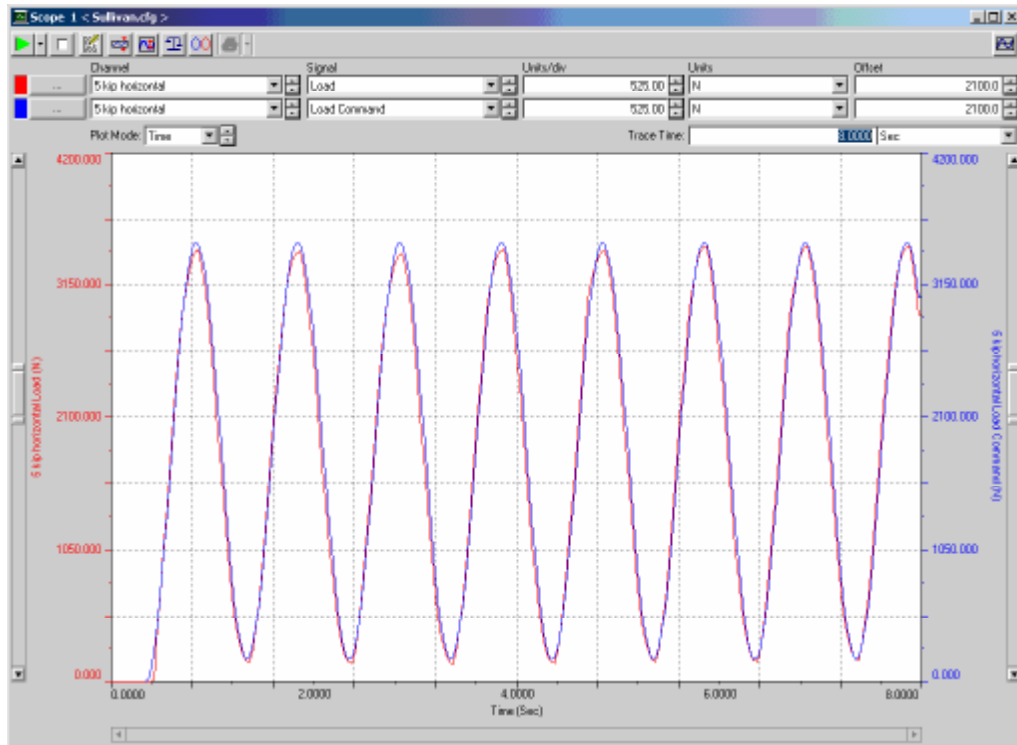 Scope 1 < Sullivan.cfg >
Channel Signal Units/div Units Offset
... 5 kip horizontal Load 525.00 N 2100.0
... 5 kip horizontal Load Command 525.00 N 2100.0
Plot Mode: Time Trace Time: 8.0000 Sec
4200.000 4200.000
3150.000 3150.000
5 kip horizontal Load (N)
5 kip horizontal Load Command (N)
2100.000 2100.000
1050.000 1050.000
0.000 0.000
0.0000 2.0000 4.0000 6.0000 8.0000
Time (Sec)